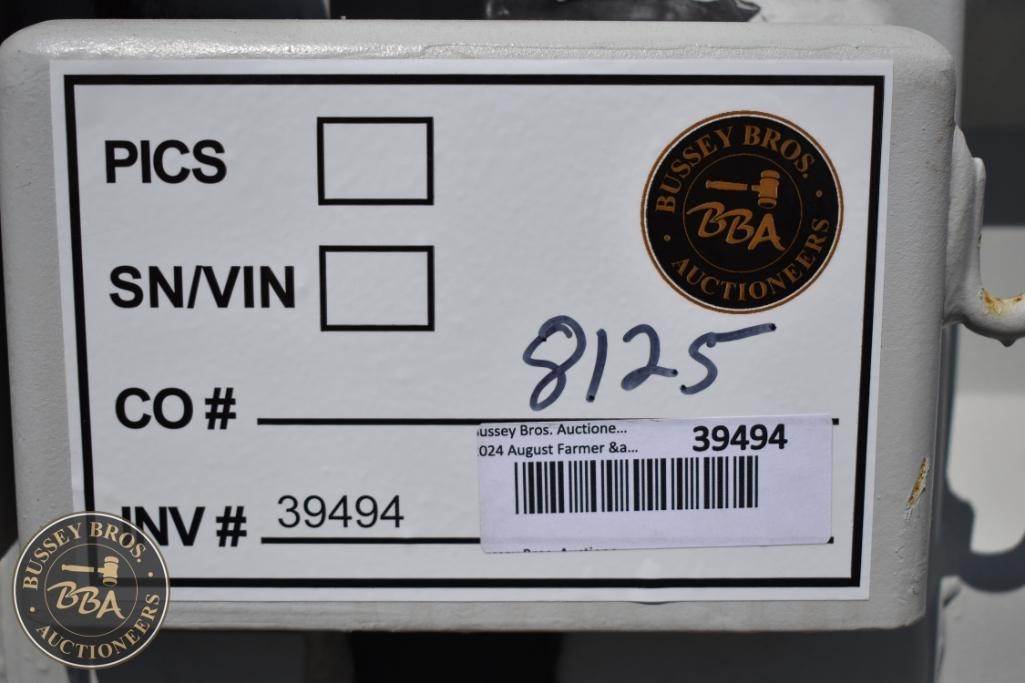 PICS
BUSSEY BROS.
BBA
AUCTIONEERS
SN/VIN
8125
CO #
ussey Bros. Auctione...
39494
024 August Farmer &a...
INV # 39494
BUSSEY BROS.
BBA
AUCTIONEERS